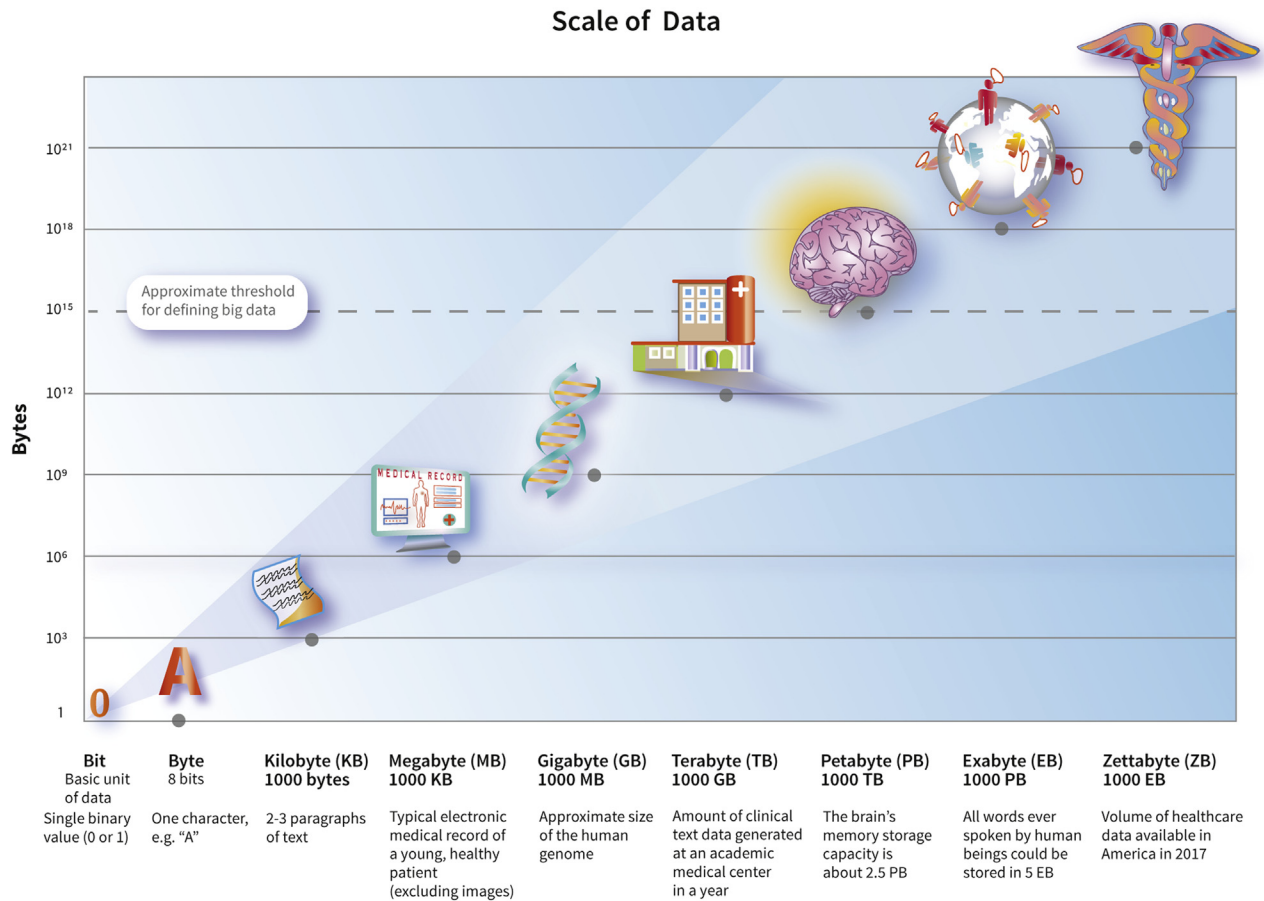 Scale of Data
10²¹
10¹⁸
Approximate threshold
for defining big data
10¹⁵
10¹²
Bytes
10⁹
MEDICAL RECORD
10⁶
10³
A
0
1
Bit
Basic unit
of data
Single binary
value (0 or 1)
Byte
8 bits
One character,
e.g. “A”
Kilobyte (KB)
1000 bytes
2-3 paragraphs
of text
Megabyte (MB)
1000 KB
Typical electronic
medical record of
a young, healthy
patient
(excluding images)
Gigabyte (GB)
1000 MB
Approximate size
of the human
genome
Terabyte (TB)
1000 GB
Amount of clinical
text data generated
at an academic
medical center
in a year
Petabyte (PB)
1000 TB
The brain’s
memory storage
capacity is
about 2.5 PB
Exabyte (EB)
1000 PB
All words ever
spoken by human
beings could be
stored in 5 EB
Zettabyte (ZB)
1000 EB
Volume of healthcare
data available in
America in 2017